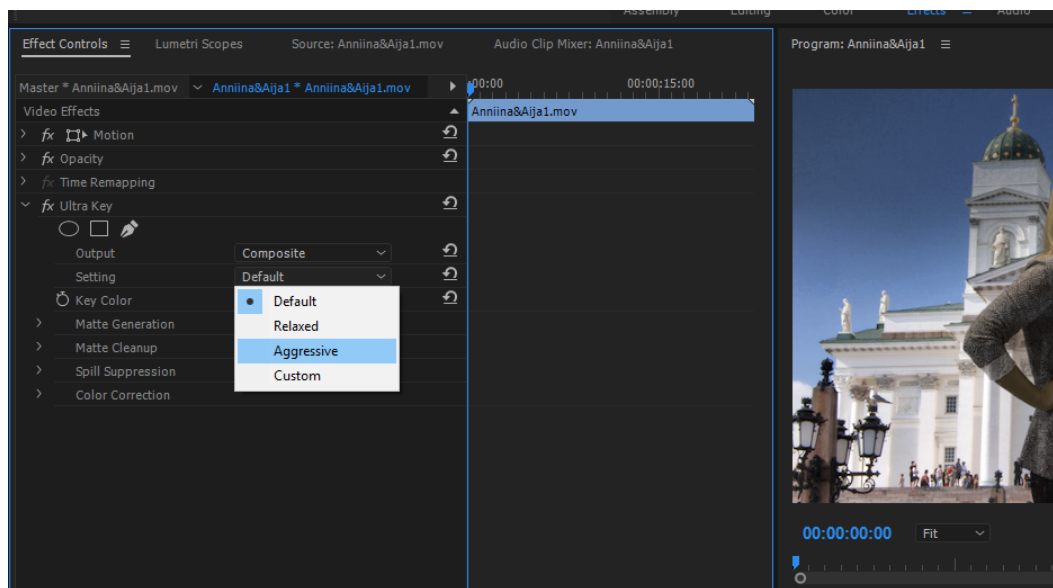 Assembly Editing Color Effects Audio
Effect Controls Lumetri Scopes Source: Anniina&Aija1.mov Audio Clip Mixer: Anniina&Aija1
Program: Anniina&Aija1
Master * Anniina&Aija1.mov Anniina&Aija1 * Anniina&Aija1.mov
:00:00 00:00:15:00
Video Effects
Anniina&Aija1.mov
fx Motion
fx Opacity
fx Time Remapping
fx Ultra Key
Output Composite
Setting Default
Key Color
Default
Relaxed
Aggressive
Custom
Matte Generation
Matte Cleanup
Spill Suppression
Color Correction
00:00:00:00 Fit